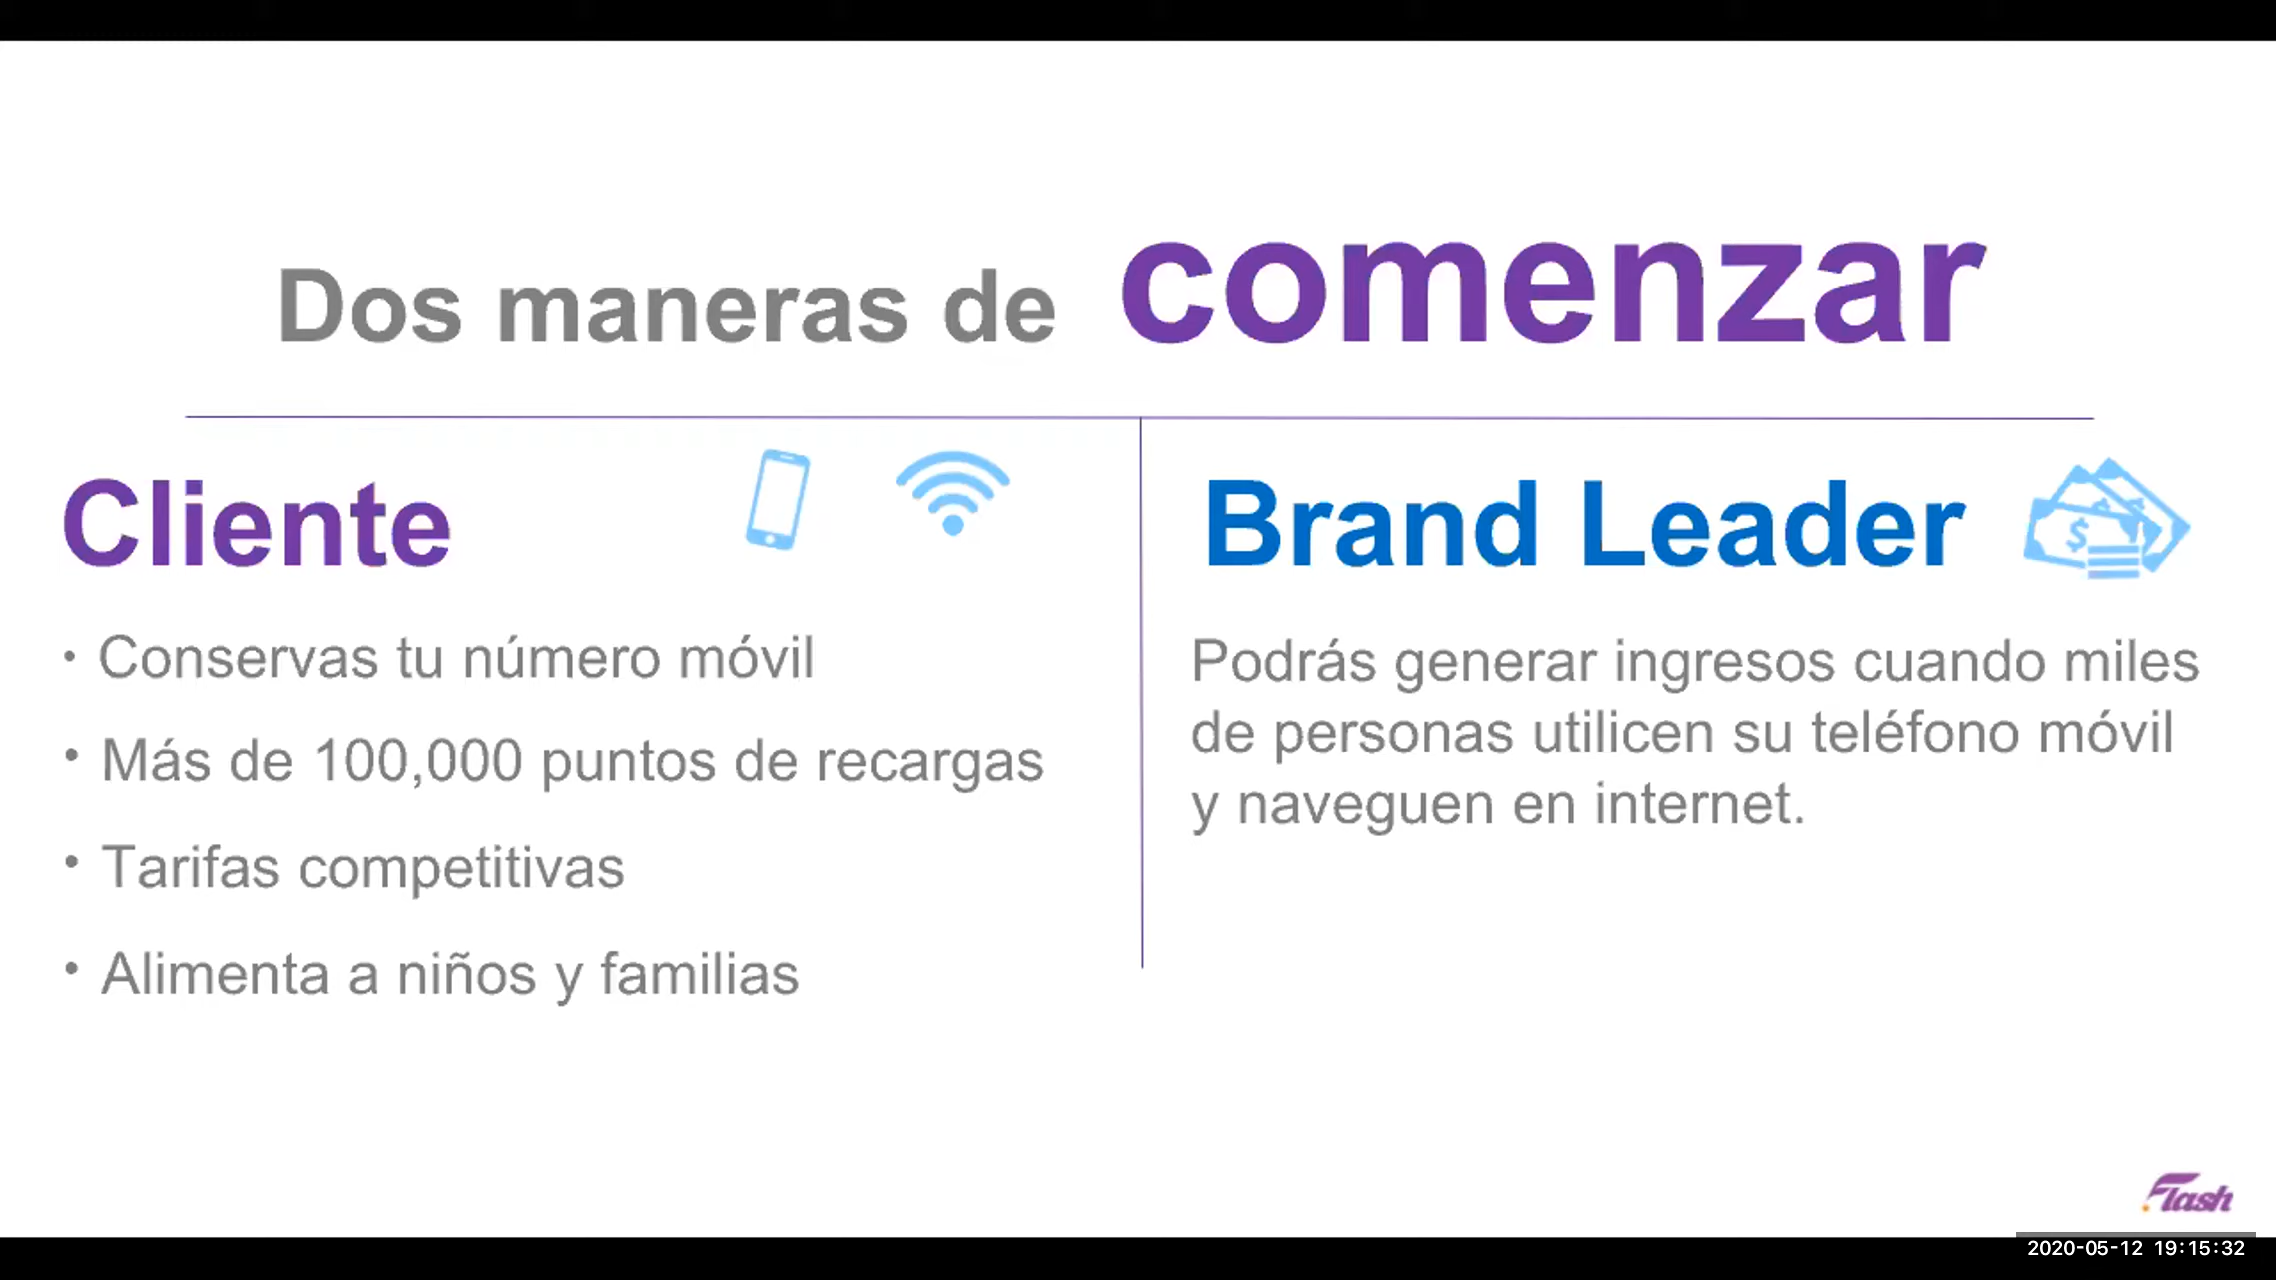 Dos maneras de comenzar
Cliente
• Conservas tu número móvil
• Más de 100,000 puntos de recargas
• Tarifas competitivas
• Alimenta a niños y familias
Brand Leader
$
Podrás generar ingresos cuando miles
de personas utilicen su teléfono móvil
y naveguen en internet.
Flash
2020-05-12 19:15:32